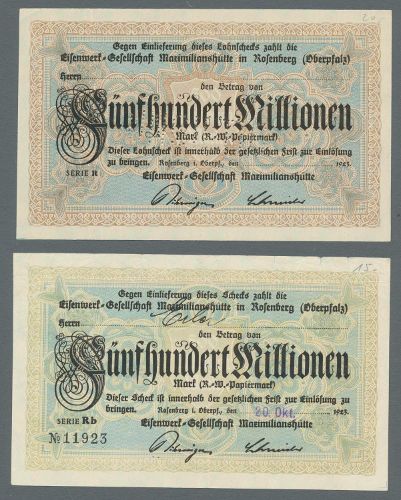 Gegen Einlieferung dieses Lohnschecks zahlt die
Eisenwerk-Gesellschaft Maximilianshütte in Rosenberg (Oberpfalz)
Herrn
den Betrag von
Fünfhundert Millionen
Mark (R.-W.-Papiermark)
Dieser Lohnscheck ist innerhalb der gesetzlichen Frist zur Einlösung
zu bringen. Rosenberg i. Oberpf., den 1923.
SERIE R
Eisenwerk-Gesellschaft Maximilianshütte
15.-
Gegen Einlieferung dieses Schecks zahlt die
Eisenwerk-Gesellschaft Maximilianshütte in Rosenberg (Oberpfalz)
Herrn
den Betrag von
Fünfhundert Millionen
Mark (R.-W.-Papiermark)
Dieser Scheck ist innerhalb der gesetzlichen Frist zur Einlösung zu
bringen. Rosenberg i. Oberpf., den 20. Okt. 1923.
SERIE Rb
Eisenwerk-Gesellschaft Maximilianshütte
№ 11923